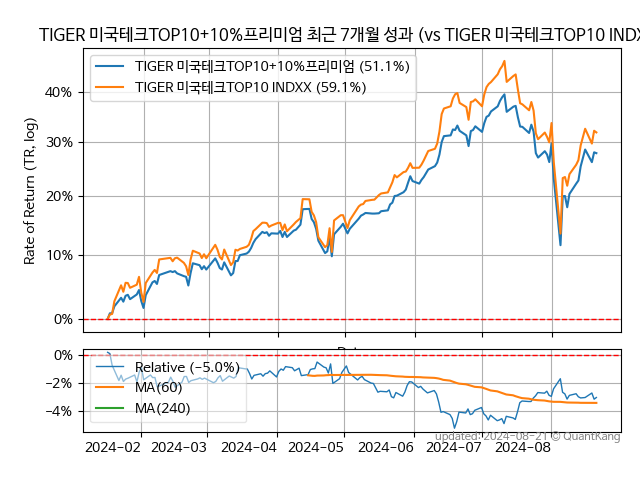 TIGER 미국테크TOP10+10%프리미엄 최근 7개월 성과 (vs TIGER 미국테크TOP10 INDX
TIGER 미국테크TOP10+10%프리미엄 (51.1%)
TIGER 미국테크TOP10 INDXX (59.1%)
40%
30%
20%
10%
0%
Rate of Return (TR, log)
0%
−2%
−4%
Relative (−5.0%)
MA(60)
MA(240)
2024-02 2024-03 2024-04 2024-05 2024-06 2024-07 2024-08
updated: 2024-08-21 © QuantKang